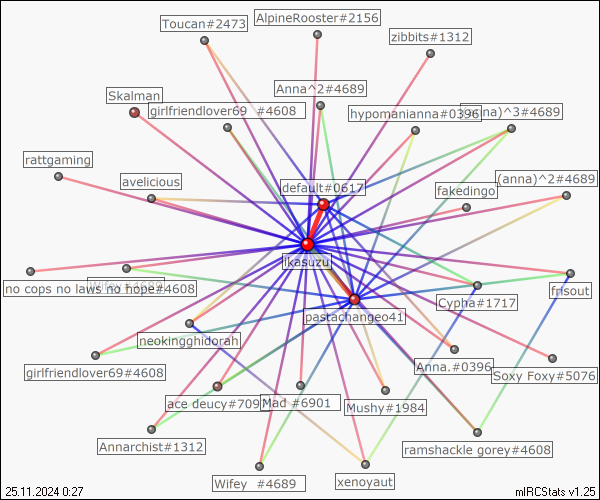 AlpineRooster#2156
Toucan#2473
zibbits#1312
Anna^2#4689
Skalman
girlfriendlover69 #4608
hypomanianna#0396
na)^3#4689
rattgaming
avelicious
default#0617
fakedingo
(anna)^2#4689
ikasuzu
no cops no laws no hope#4608
Cypha#1717
frisout
pastachangeo41
neokingghidorah
girlfriendlover69#4608
Anna.#0396
Soxy Foxy#5076
ace deucy#709
Mad #6901
Mushy#1984
Annarchist#1312
ramshackle gorey#4608
Wifey #4689
xenoyaut
25.11.2024 0:27
mIRCStats v1.25